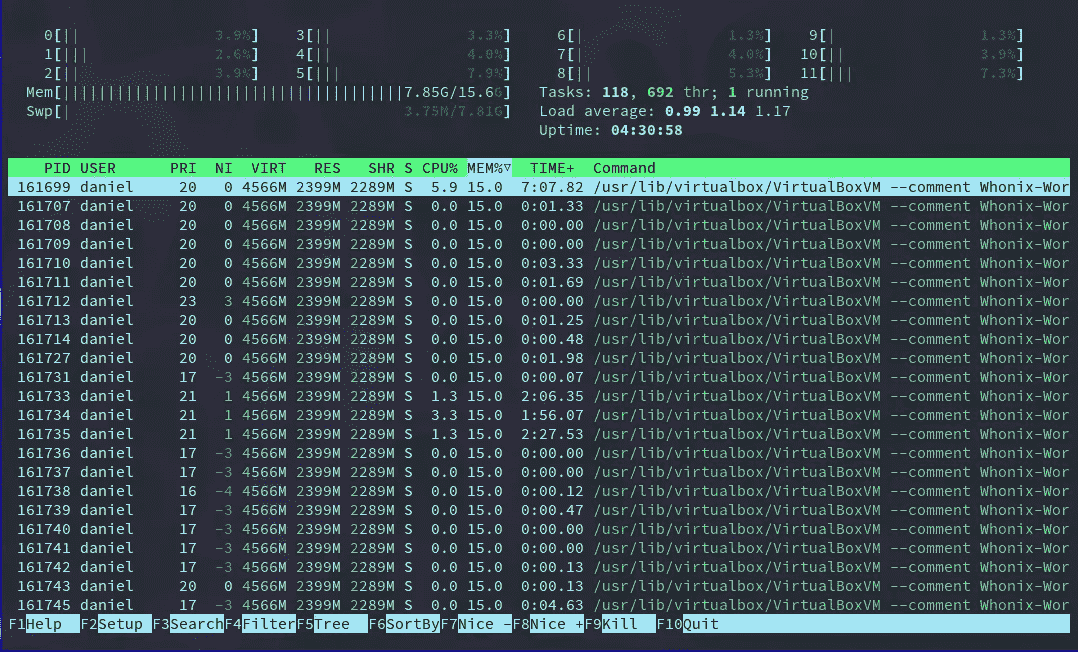 0[|| 3.9%] 3[|| 3.3%] 6[| 1.3%] 9[| 1.3%]
1[||| 2.6%] 4[|| 4.0%] 7[|| 4.0%] 10[|| 3.9%]
2[|| 3.9%] 5[||| 7.9%] 8[|| 5.3%] 11[||| 7.3%]
Mem[||||||||||||||||||||||||||||||||||||||7.85G/15.6G] Tasks: 118, 692 thr; 1 running
Swp[| 3.75M/7.81G] Load average: 0.99 1.14 1.17
Uptime: 04:30:58
PID USER PRI NI VIRT RES SHR S CPU% MEM%▽ TIME+ Command
161699 daniel 20 0 4566M 2399M 2289M S 5.9 15.0 7:07.82 /usr/lib/virtualbox/VirtualBoxVM --comment Whonix-Wor
161707 daniel 20 0 4566M 2399M 2289M S 0.0 15.0 0:01.33 /usr/lib/virtualbox/VirtualBoxVM --comment Whonix-Wor
161708 daniel 20 0 4566M 2399M 2289M S 0.0 15.0 0:00.00 /usr/lib/virtualbox/VirtualBoxVM --comment Whonix-Wor
161709 daniel 20 0 4566M 2399M 2289M S 0.0 15.0 0:00.00 /usr/lib/virtualbox/VirtualBoxVM --comment Whonix-Wor
161710 daniel 20 0 4566M 2399M 2289M S 0.0 15.0 0:03.33 /usr/lib/virtualbox/VirtualBoxVM --comment Whonix-Wor
161711 daniel 20 0 4566M 2399M 2289M S 0.0 15.0 0:01.69 /usr/lib/virtualbox/VirtualBoxVM --comment Whonix-Wor
161712 daniel 23 3 4566M 2399M 2289M S 0.0 15.0 0:00.00 /usr/lib/virtualbox/VirtualBoxVM --comment Whonix-Wor
161713 daniel 20 0 4566M 2399M 2289M S 0.0 15.0 0:01.25 /usr/lib/virtualbox/VirtualBoxVM --comment Whonix-Wor
161714 daniel 20 0 4566M 2399M 2289M S 0.0 15.0 0:00.48 /usr/lib/virtualbox/VirtualBoxVM --comment Whonix-Wor
161727 daniel 20 0 4566M 2399M 2289M S 0.0 15.0 0:01.98 /usr/lib/virtualbox/VirtualBoxVM --comment Whonix-Wor
161731 daniel 17 -3 4566M 2399M 2289M S 0.0 15.0 0:00.07 /usr/lib/virtualbox/VirtualBoxVM --comment Whonix-Wor
161733 daniel 21 1 4566M 2399M 2289M S 1.3 15.0 2:06.35 /usr/lib/virtualbox/VirtualBoxVM --comment Whonix-Wor
161734 daniel 21 1 4566M 2399M 2289M S 3.3 15.0 1:56.07 /usr/lib/virtualbox/VirtualBoxVM --comment Whonix-Wor
161735 daniel 21 1 4566M 2399M 2289M S 1.3 15.0 2:27.53 /usr/lib/virtualbox/VirtualBoxVM --comment Whonix-Wor
161736 daniel 17 -3 4566M 2399M 2289M S 0.0 15.0 0:00.00 /usr/lib/virtualbox/VirtualBoxVM --comment Whonix-Wor
161737 daniel 17 -3 4566M 2399M 2289M S 0.0 15.0 0:00.00 /usr/lib/virtualbox/VirtualBoxVM --comment Whonix-Wor
161738 daniel 16 -4 4566M 2399M 2289M S 0.0 15.0 0:00.12 /usr/lib/virtualbox/VirtualBoxVM --comment Whonix-Wor
161739 daniel 17 -3 4566M 2399M 2289M S 0.0 15.0 0:00.47 /usr/lib/virtualbox/VirtualBoxVM --comment Whonix-Wor
161740 daniel 17 -3 4566M 2399M 2289M S 0.0 15.0 0:00.00 /usr/lib/virtualbox/VirtualBoxVM --comment Whonix-Wor
161741 daniel 17 -3 4566M 2399M 2289M S 0.0 15.0 0:00.00 /usr/lib/virtualbox/VirtualBoxVM --comment Whonix-Wor
161742 daniel 17 -3 4566M 2399M 2289M S 0.0 15.0 0:00.13 /usr/lib/virtualbox/VirtualBoxVM --comment Whonix-Wor
161743 daniel 20 0 4566M 2399M 2289M S 0.0 15.0 0:00.13 /usr/lib/virtualbox/VirtualBoxVM --comment Whonix-Wor
161745 daniel 17 -3 4566M 2399M 2289M S 0.0 15.0 0:04.63 /usr/lib/virtualbox/VirtualBoxVM --comment Whonix-Wor
F1Help F2Setup F3SearchF4FilterF5Tree F6SortByF7Nice -F8Nice +F9Kill F10Quit